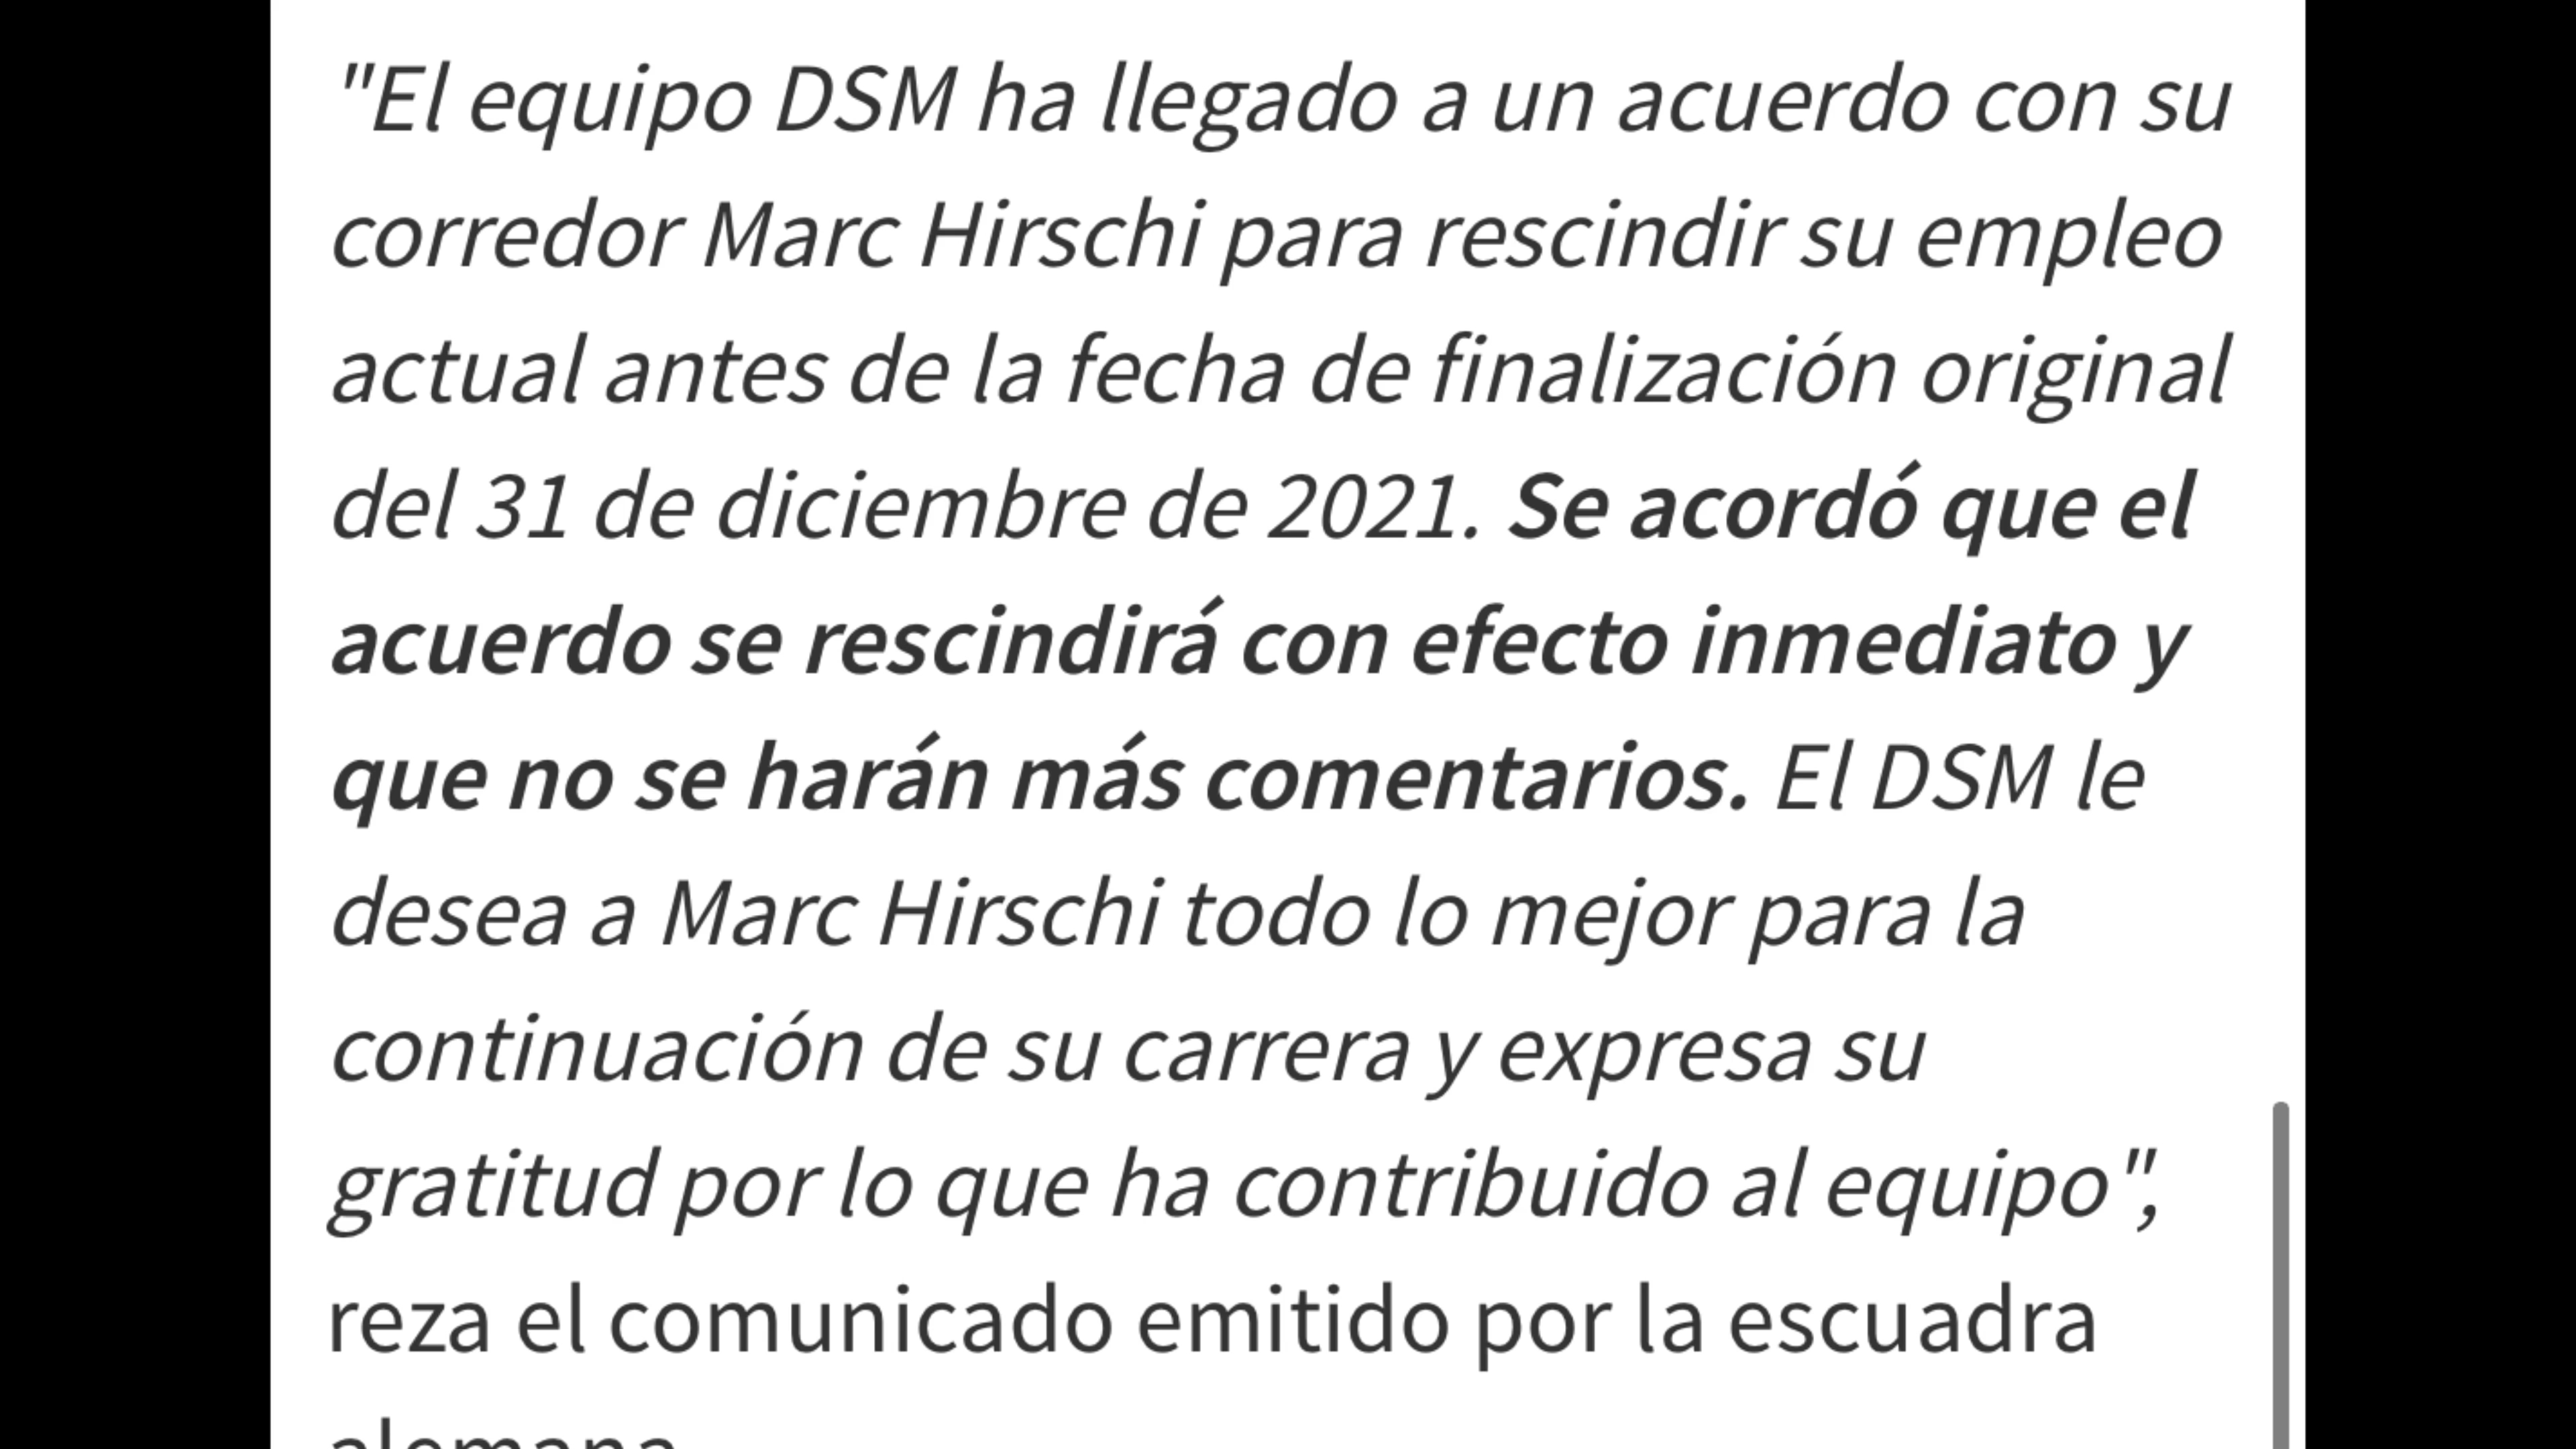 "El equipo DSM ha llegado a un acuerdo con su
corredor Marc Hirschi para rescindir su empleo
actual antes de la fecha de finalización original
del 31 de diciembre de 2021. Se acordó que el
acuerdo se rescindirá con efecto inmediato y
que no se harán más comentarios. El DSM le
desea a Marc Hirschi todo lo mejor para la
continuación de su carrera y expresa su
gratitud por lo que ha contribuido al equipo",
reza el comunicado emitido por la escuadra
alemana